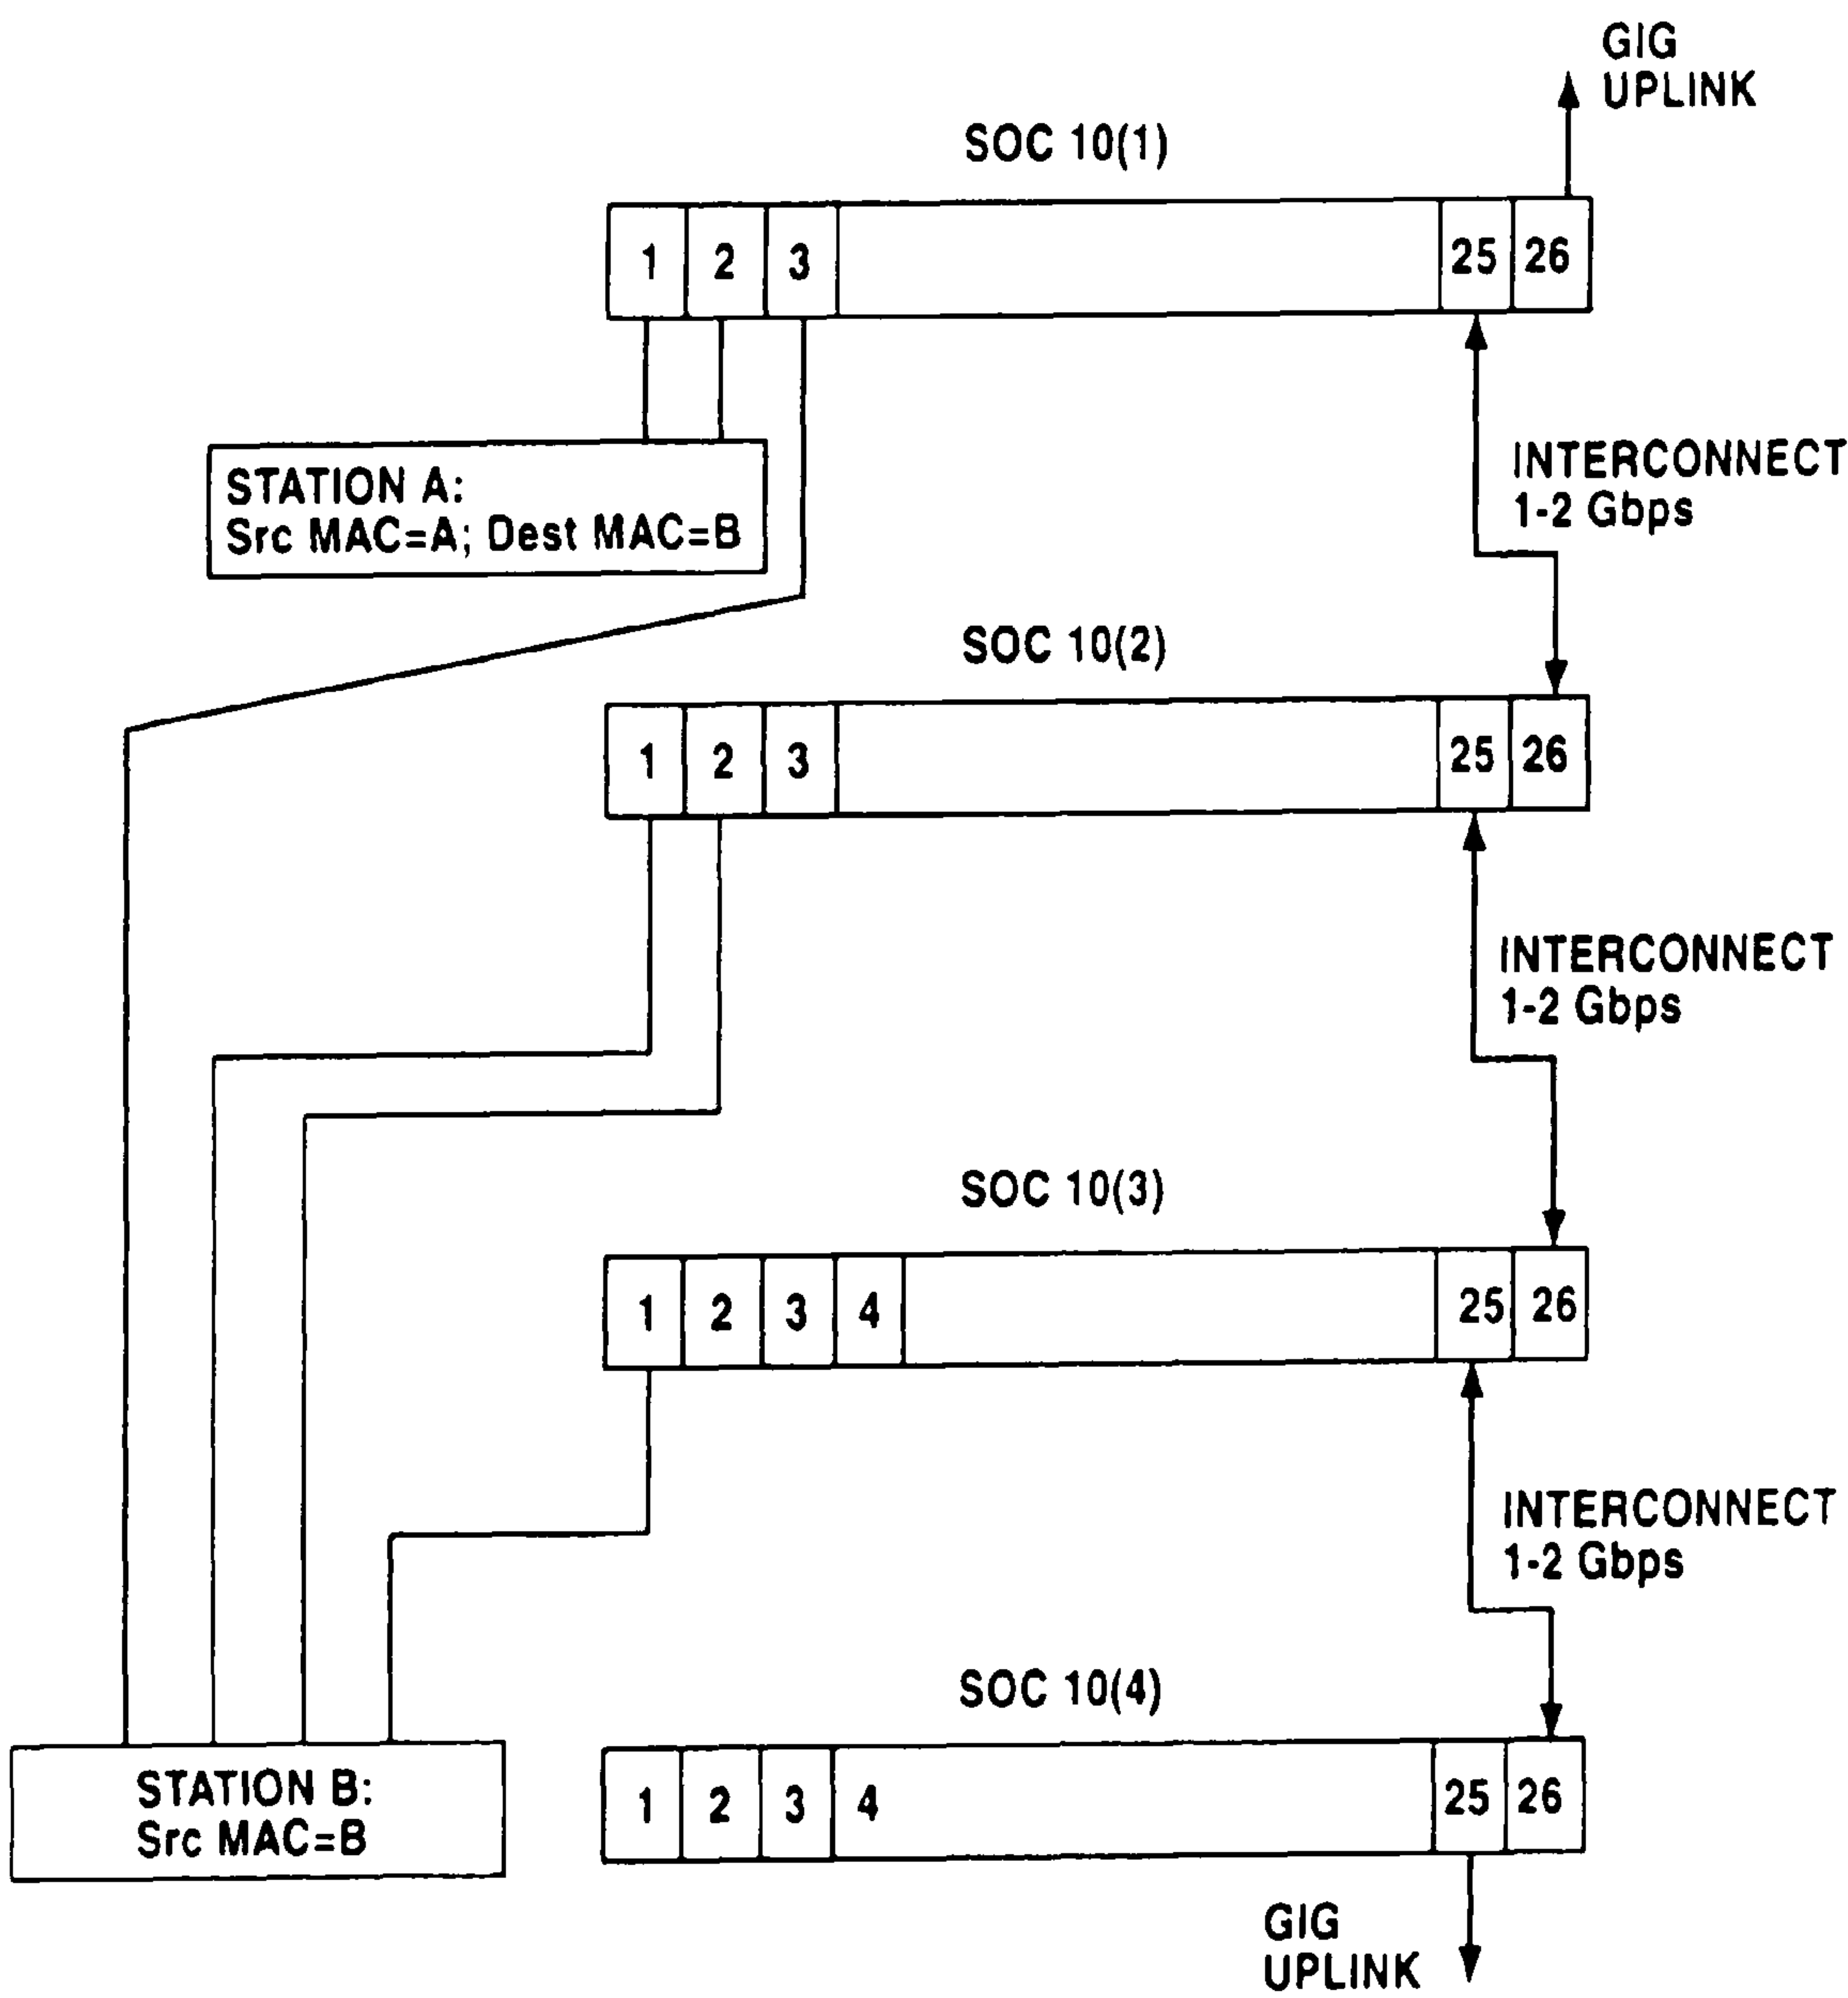 GIG
UPLINK
SOC 10(1)
1 2 3 25 26
STATION A:
Src MAC=A; Dest MAC=B
INTERCONNECT
1-2 Gbps
SOC 10(2)
1 2 3 25 26
INTERCONNECT
1-2 Gbps
SOC 10(3)
1 2 3 4 25 26
INTERCONNECT
1-2 Gbps
SOC 10(4)
1 2 3 4 25 26
STATION B:
Src MAC=B
GIG
UPLINK